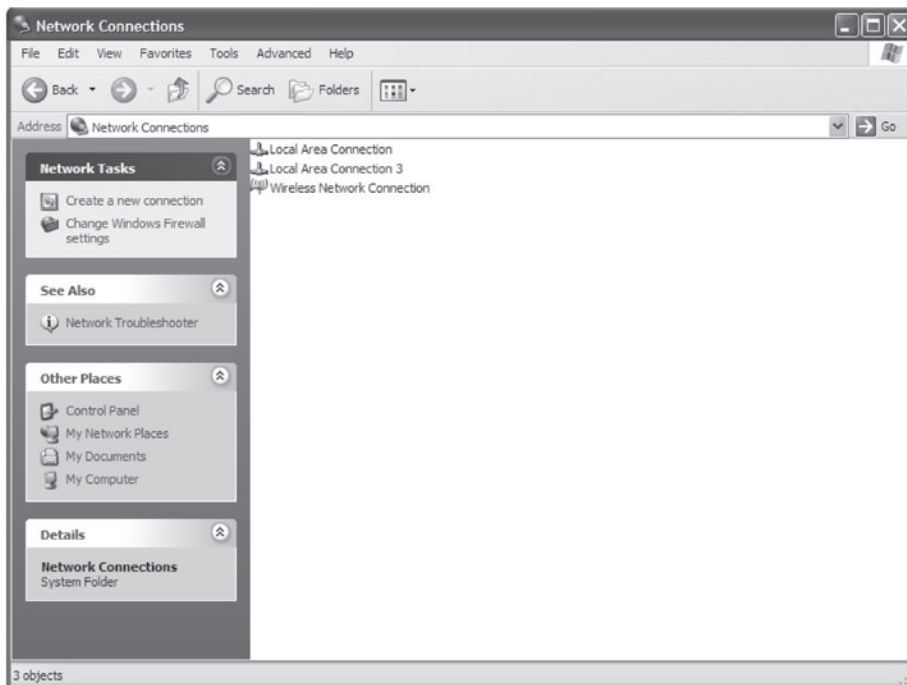 Network Connections
File Edit View Favorites Tools Advanced Help
Back Search Folders
Address Network Connections Go
Network Tasks
Create a new connection
Change Windows Firewall
settings
See Also
Network Troubleshooter
Other Places
Control Panel
My Network Places
My Documents
My Computer
Details
Network Connections
System Folder
Local Area Connection
Local Area Connection 3
Wireless Network Connection
3 objects